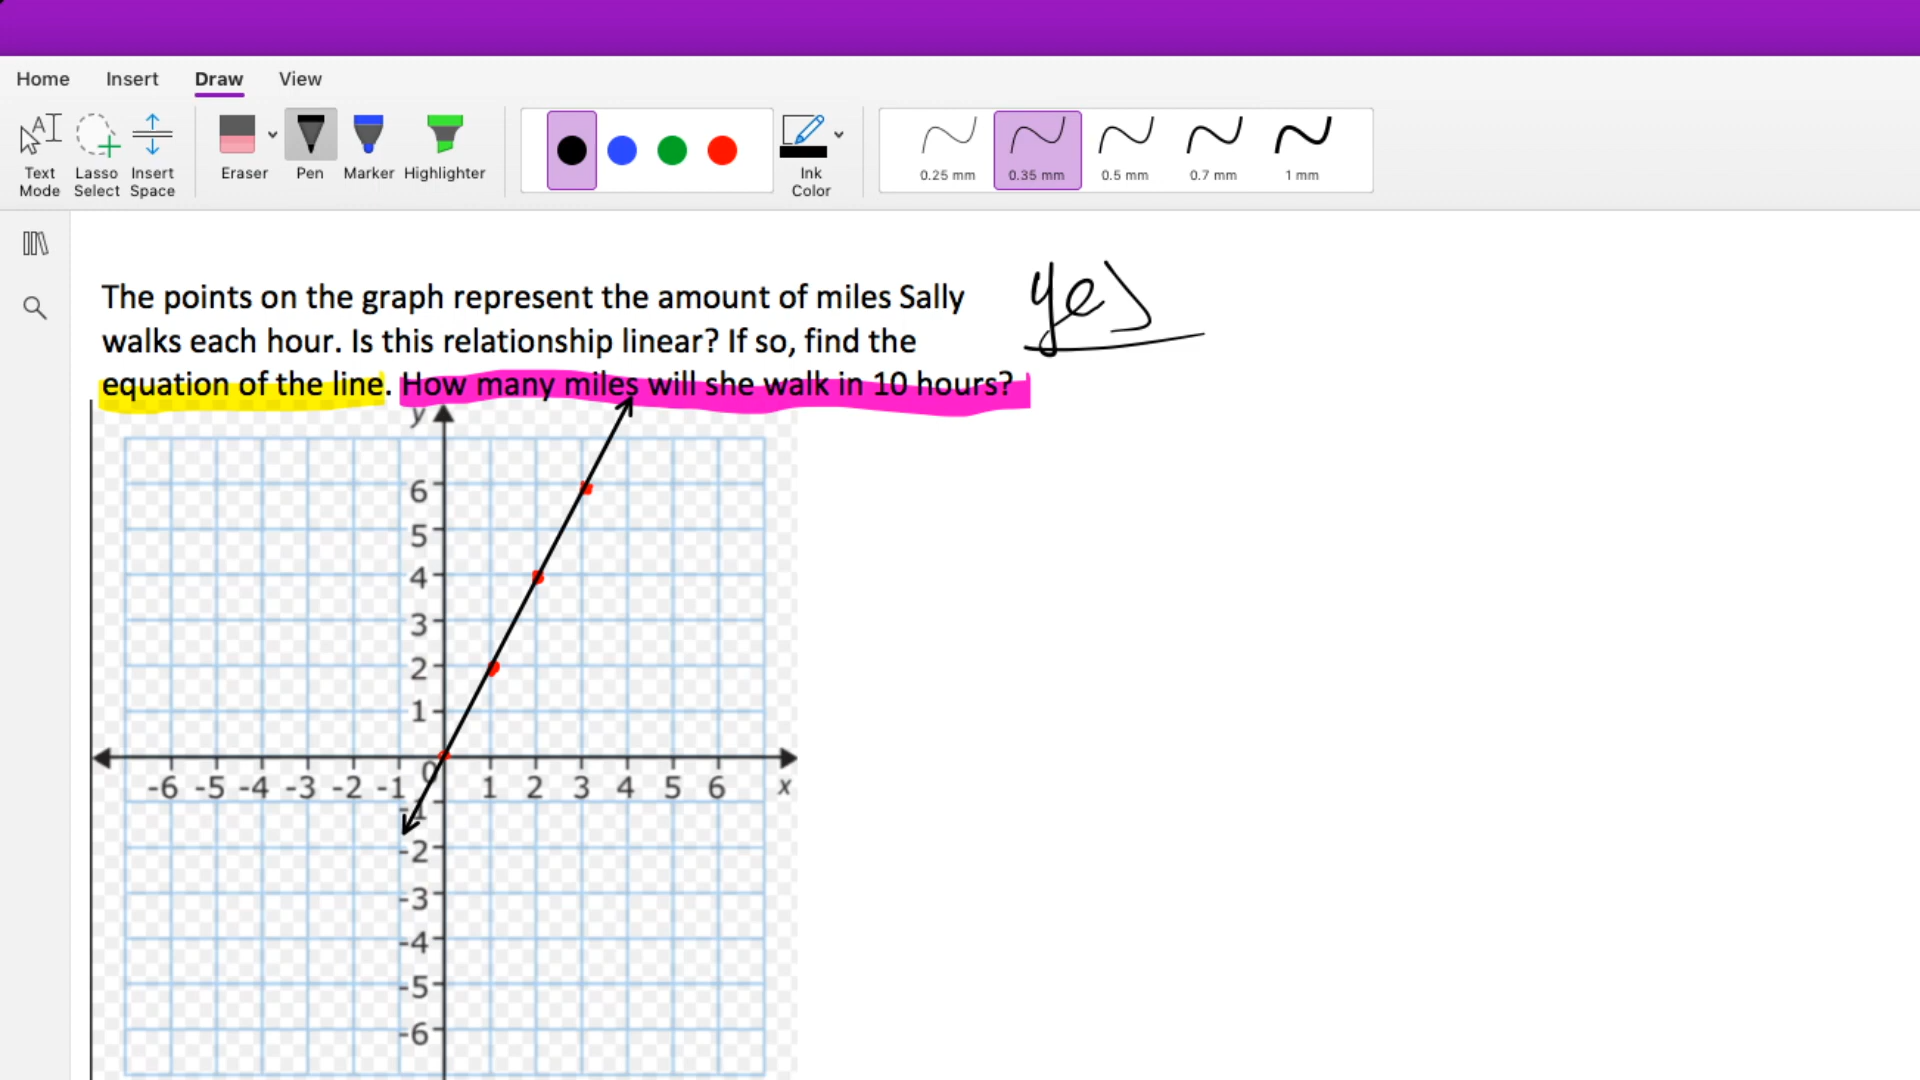 Home Insert Draw View
Text Mode
Lasso Select
Insert Space
Eraser
Pen
Marker
Highlighter
Ink Color
0.25 mm
0.35 mm
0.5 mm
0.7 mm
1 mm
The points on the graph represent the amount of miles Sally
walks each hour. Is this relationship linear? If so, find the
equation of the line. How many miles will she walk in 10 hours?
yes
y
6
5
4
3
2
1
0
-6 -5 -4 -3 -2 -1 1 2 3 4 5 6 x
-1
-2
-3
-4
-5
-6